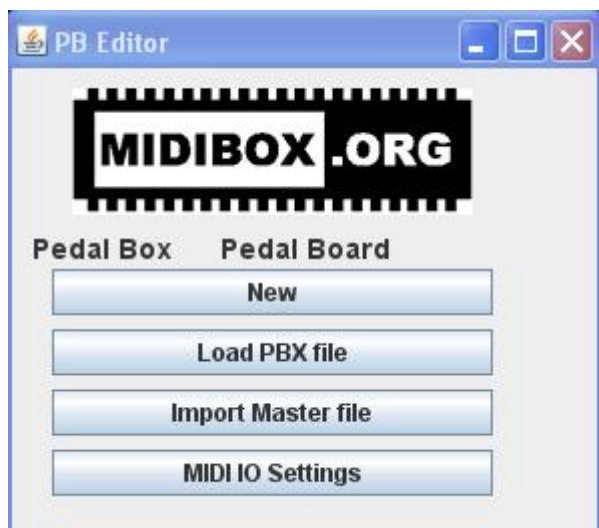 PB Editor
MIDIBOX.ORG
Pedal Box Pedal Board
New
Load PBX file
Import Master file
MIDI IO Settings